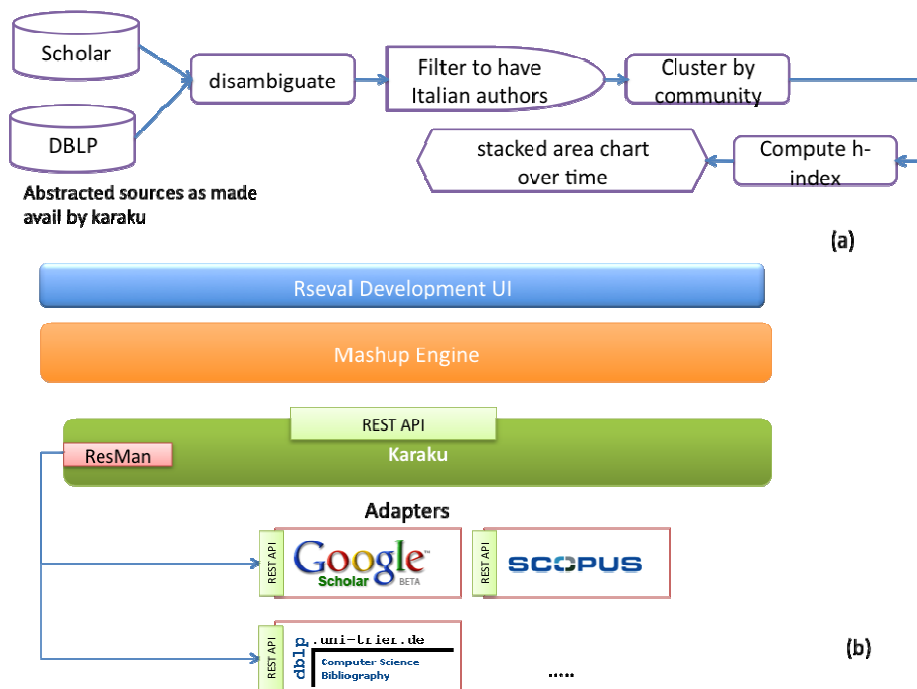 Scholar
DBLP
disambiguate
Filter to have
Italian authors
Cluster by
community
Compute h-
index
stacked area chart
over time
Abstracted sources as made
avail by karaku
(a)
Rseval Development UI
Mashup Engine
REST API
ResMan
Karaku
Adapters
REST API
Google™
Scholar BETA
REST API
SCOPUS
REST API
dblp
.uni-trier.de
Computer Science
Bibliography
.....
(b)